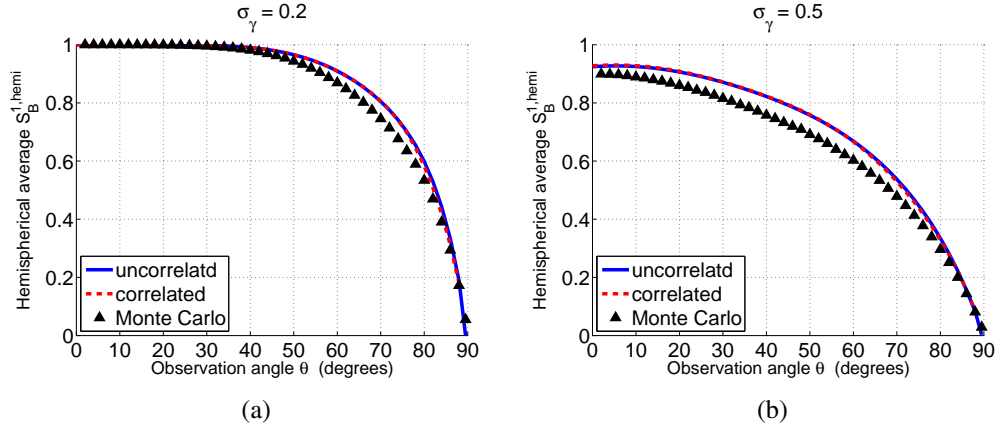 σγ = 0.2
Hemispherical average S_B^{1,hemi}
1
0.8
0.6
0.4
0.2
0
uncorrelatd
correlated
Monte Carlo
0 10 20 30 40 50 60 70 80 90
Observation angle θ (degrees)
(a)
σγ = 0.5
Hemispherical average S_B^{1,hemi}
1
0.8
0.6
0.4
0.2
0
uncorrelatd
correlated
Monte Carlo
0 10 20 30 40 50 60 70 80 90
Observation angle θ (degrees)
(b)